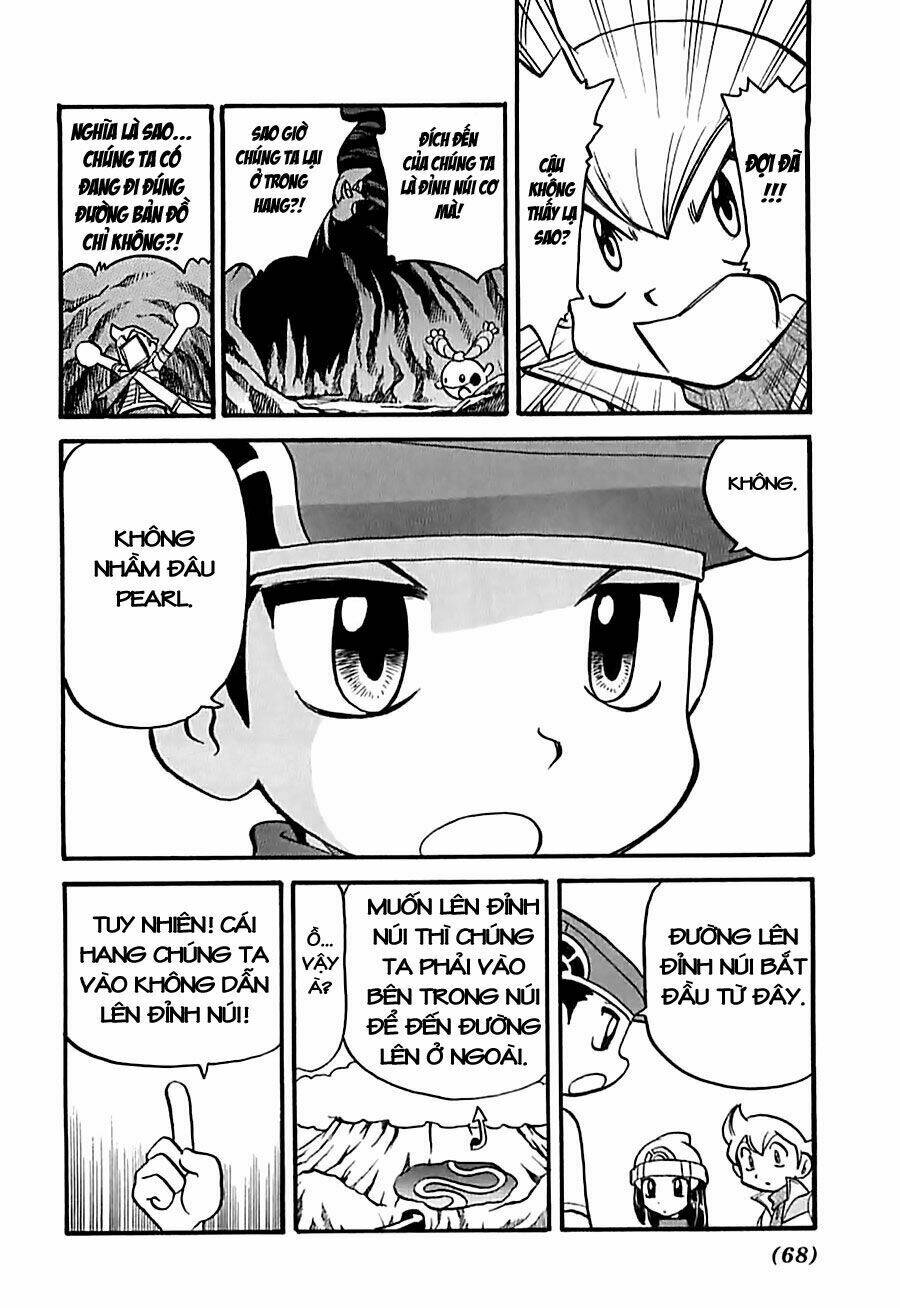 ĐỢI ĐÃ
!!!
CẬU
KHÔNG
THẤY LẠ
SAO?
ĐÍCH ĐẾN
CỦA CHÚNG TA
LÀ ĐỈNH NÚI CƠ
MÀ!
SAO GIỜ
CHÚNG TA LẠI
Ở TRONG
HANG?!
NGHĨA LÀ SAO...
CHÚNG TA CÓ
ĐANG ĐI ĐÚNG
ĐƯỜNG BẢN ĐỒ
CHỈ KHÔNG?!
KHÔNG.
KHÔNG
NHẦM ĐÂU
PEARL.
ĐƯỜNG LÊN
ĐỈNH NÚI BẮT
ĐẦU TỪ ĐÂY.
MUỐN LÊN ĐỈNH
NÚI THÌ CHÚNG
TA PHẢI VÀO
BÊN TRONG NÚI
ĐỂ ĐẾN ĐƯỜNG
LÊN Ở NGOÀI.
Ồ...
VẬY
À?
TUY NHIÊN! CÁI
HANG CHÚNG TA
VÀO KHÔNG DẪN
LÊN ĐỈNH NÚI!
(68)